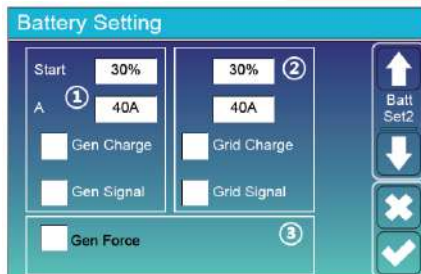 Battery Setting
Start 30% 30% ②
A ① 40A 40A
Gen Charge Grid Charge
Gen Signal Grid Signal
Gen Force ③
Batt
Set2